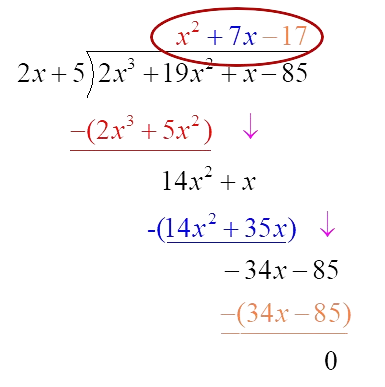 x² + 7x − 17
2x + 5)2x³ + 19x² + x − 85
−(2x³ + 5x²) ↓
14x² + x
-(14x² + 35x) ↓
−34x − 85
−(34x − 85)
0